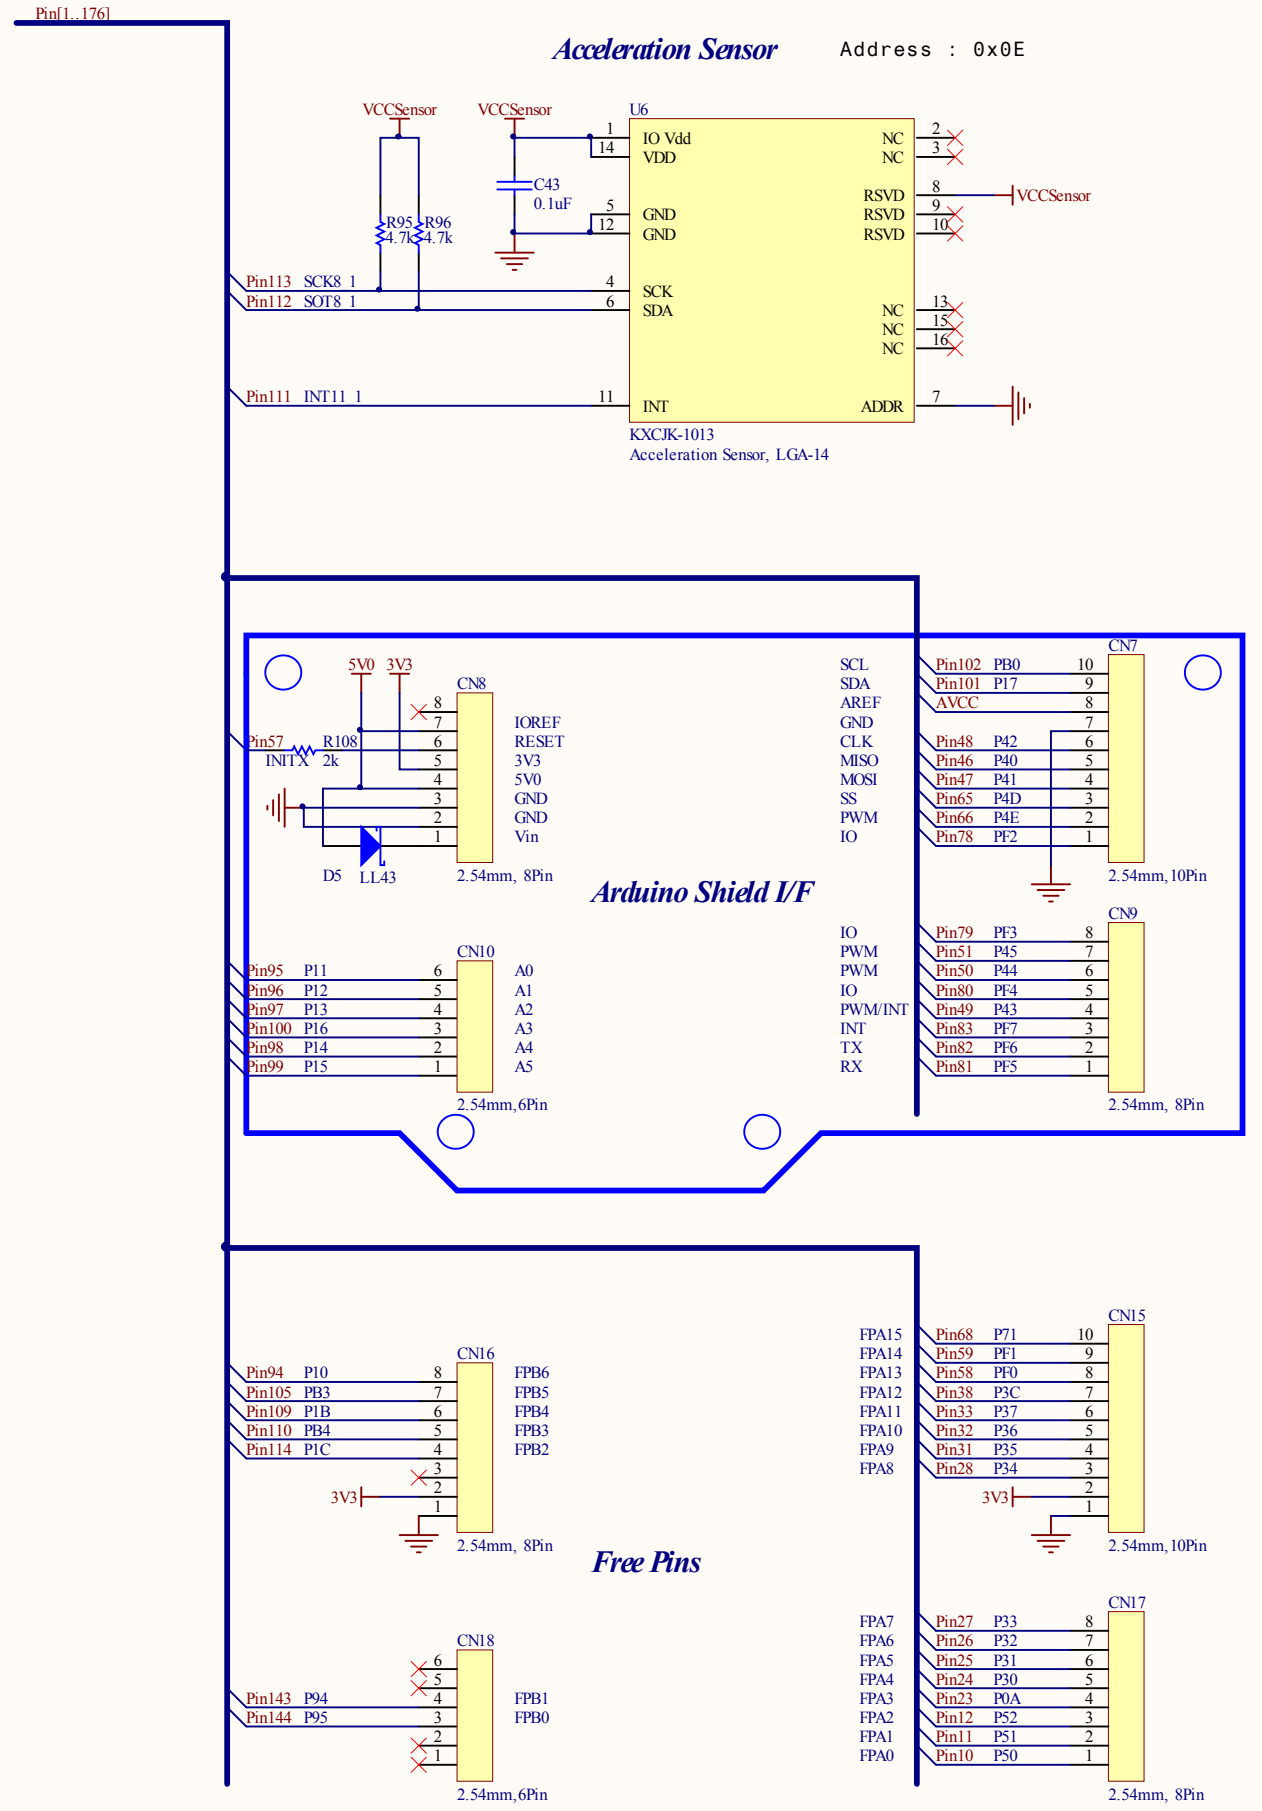 Pin[1..176]
Acceleration Sensor Address : 0x0E
VCCSensor VCCSensor U6
1 IO Vdd NC 2
14 VDD NC 3
C43
0.1uF
RSVD 8 VCCSensor
5 GND RSVD 9
12 GND RSVD 10
R95 R96
4.7k 4.7k
Pin113 SCK8_1 4 SCK
Pin112 SOT8_1 6 SDA
NC 13
NC 15
NC 16
Pin111 INT11_1 11 INT ADDR 7
KXCJK-1013
Acceleration Sensor, LGA-14
5V0 3V3 CN8
8
7 IOREF
Pin57 R108 6 RESET
INITX 2k 5 3V3
4 5V0
3 GND
2 GND
1 Vin
D5 LL43 2.54mm, 8Pin
CN7
SCL Pin102 PB0 10
SDA Pin101 P17 9
AREF AVCC 8
GND 7
CLK Pin48 P42 6
MISO Pin46 P40 5
MOSI Pin47 P41 4
SS Pin65 P4D 3
PWM Pin66 P4E 2
IO Pin78 PF2 1
2.54mm,10Pin
Arduino Shield I/F
CN10
Pin95 P11 6 A0
Pin96 P12 5 A1
Pin97 P13 4 A2
Pin100 P16 3 A3
Pin98 P14 2 A4
Pin99 P15 1 A5
2.54mm,6Pin
CN9
IO Pin79 PF3 8
PWM Pin51 P45 7
PWM Pin50 P44 6
IO Pin80 PF4 5
PWM/INT Pin49 P43 4
INT Pin83 PF7 3
TX Pin82 PF6 2
RX Pin81 PF5 1
2.54mm, 8Pin
CN16
Pin94 P10 8 FPB6
Pin105 PB3 7 FPB5
Pin109 P1B 6 FPB4
Pin110 PB4 5 FPB3
Pin114 P1C 4 FPB2
3
3V3 2
1
2.54mm, 8Pin
CN15
FPA15 Pin68 P71 10
FPA14 Pin59 PF1 9
FPA13 Pin58 PF0 8
FPA12 Pin38 P3C 7
FPA11 Pin33 P37 6
FPA10 Pin32 P36 5
FPA9 Pin31 P35 4
FPA8 Pin28 P34 3
3V3 2
1
2.54mm,10Pin
Free Pins
CN18
6
5
Pin143 P94 4 FPB1
Pin144 P95 3 FPB0
2
1
2.54mm,6Pin
CN17
FPA7 Pin27 P33 8
FPA6 Pin26 P32 7
FPA5 Pin25 P31 6
FPA4 Pin24 P30 5
FPA3 Pin23 P0A 4
FPA2 Pin12 P52 3
FPA1 Pin11 P51 2
FPA0 Pin10 P50 1
2.54mm, 8Pin